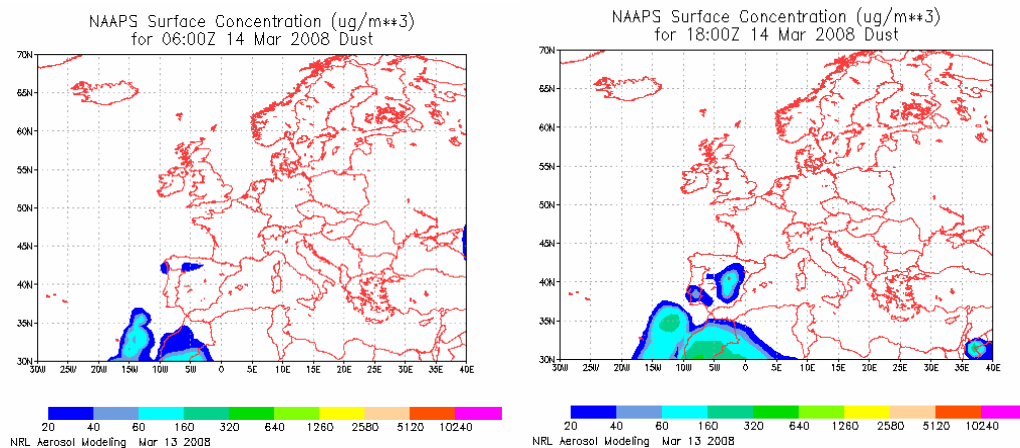 NAAPS Surface Concentration (ug/m**3)
for 06:00Z 14 Mar 2008 Dust
70N
65N
60N
55N
50N
45N
40N
35N
30N
30W 25W 20W 15W 10W 5W 0 5E 10E 15E 20E 25E 30E 35E 40E
20 40 80 160 320 640 1260 2580 5120 10240
NRL Aerosol Modeling Mar 13 2008
NAAPS Surface Concentration (ug/m**3)
for 18:00Z 14 Mar 2008 Dust
70N
65N
60N
55N
50N
45N
40N
35N
30N
30W 25W 20W 15W 10W 5W 0 5E 10E 15E 20E 25E 30E 35E 40E
20 40 80 160 320 640 1260 2580 5120 10240
NRL Aerosol Modeling Mar 13 2008